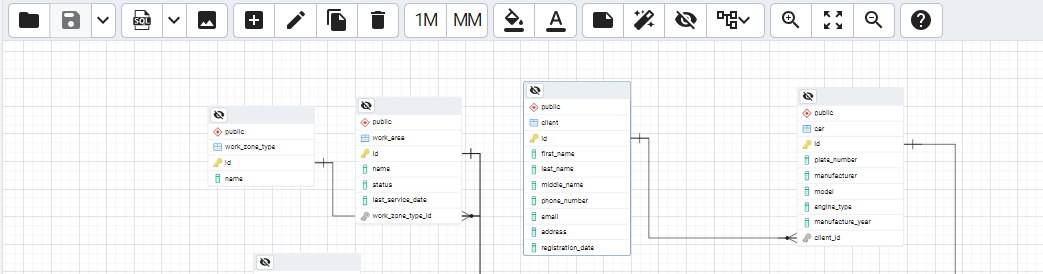 SQL
1M
MM
A
public
work_zone_type
id
name
public
work_area
id
name
status
last_service_date
work_zone_type_id
public
client
id
first_name
last_name
middle_name
phone_number
email
address
registration_date
public
car
id
plate_number
manufacturer
model
engine_type
manufacture_year
client_id